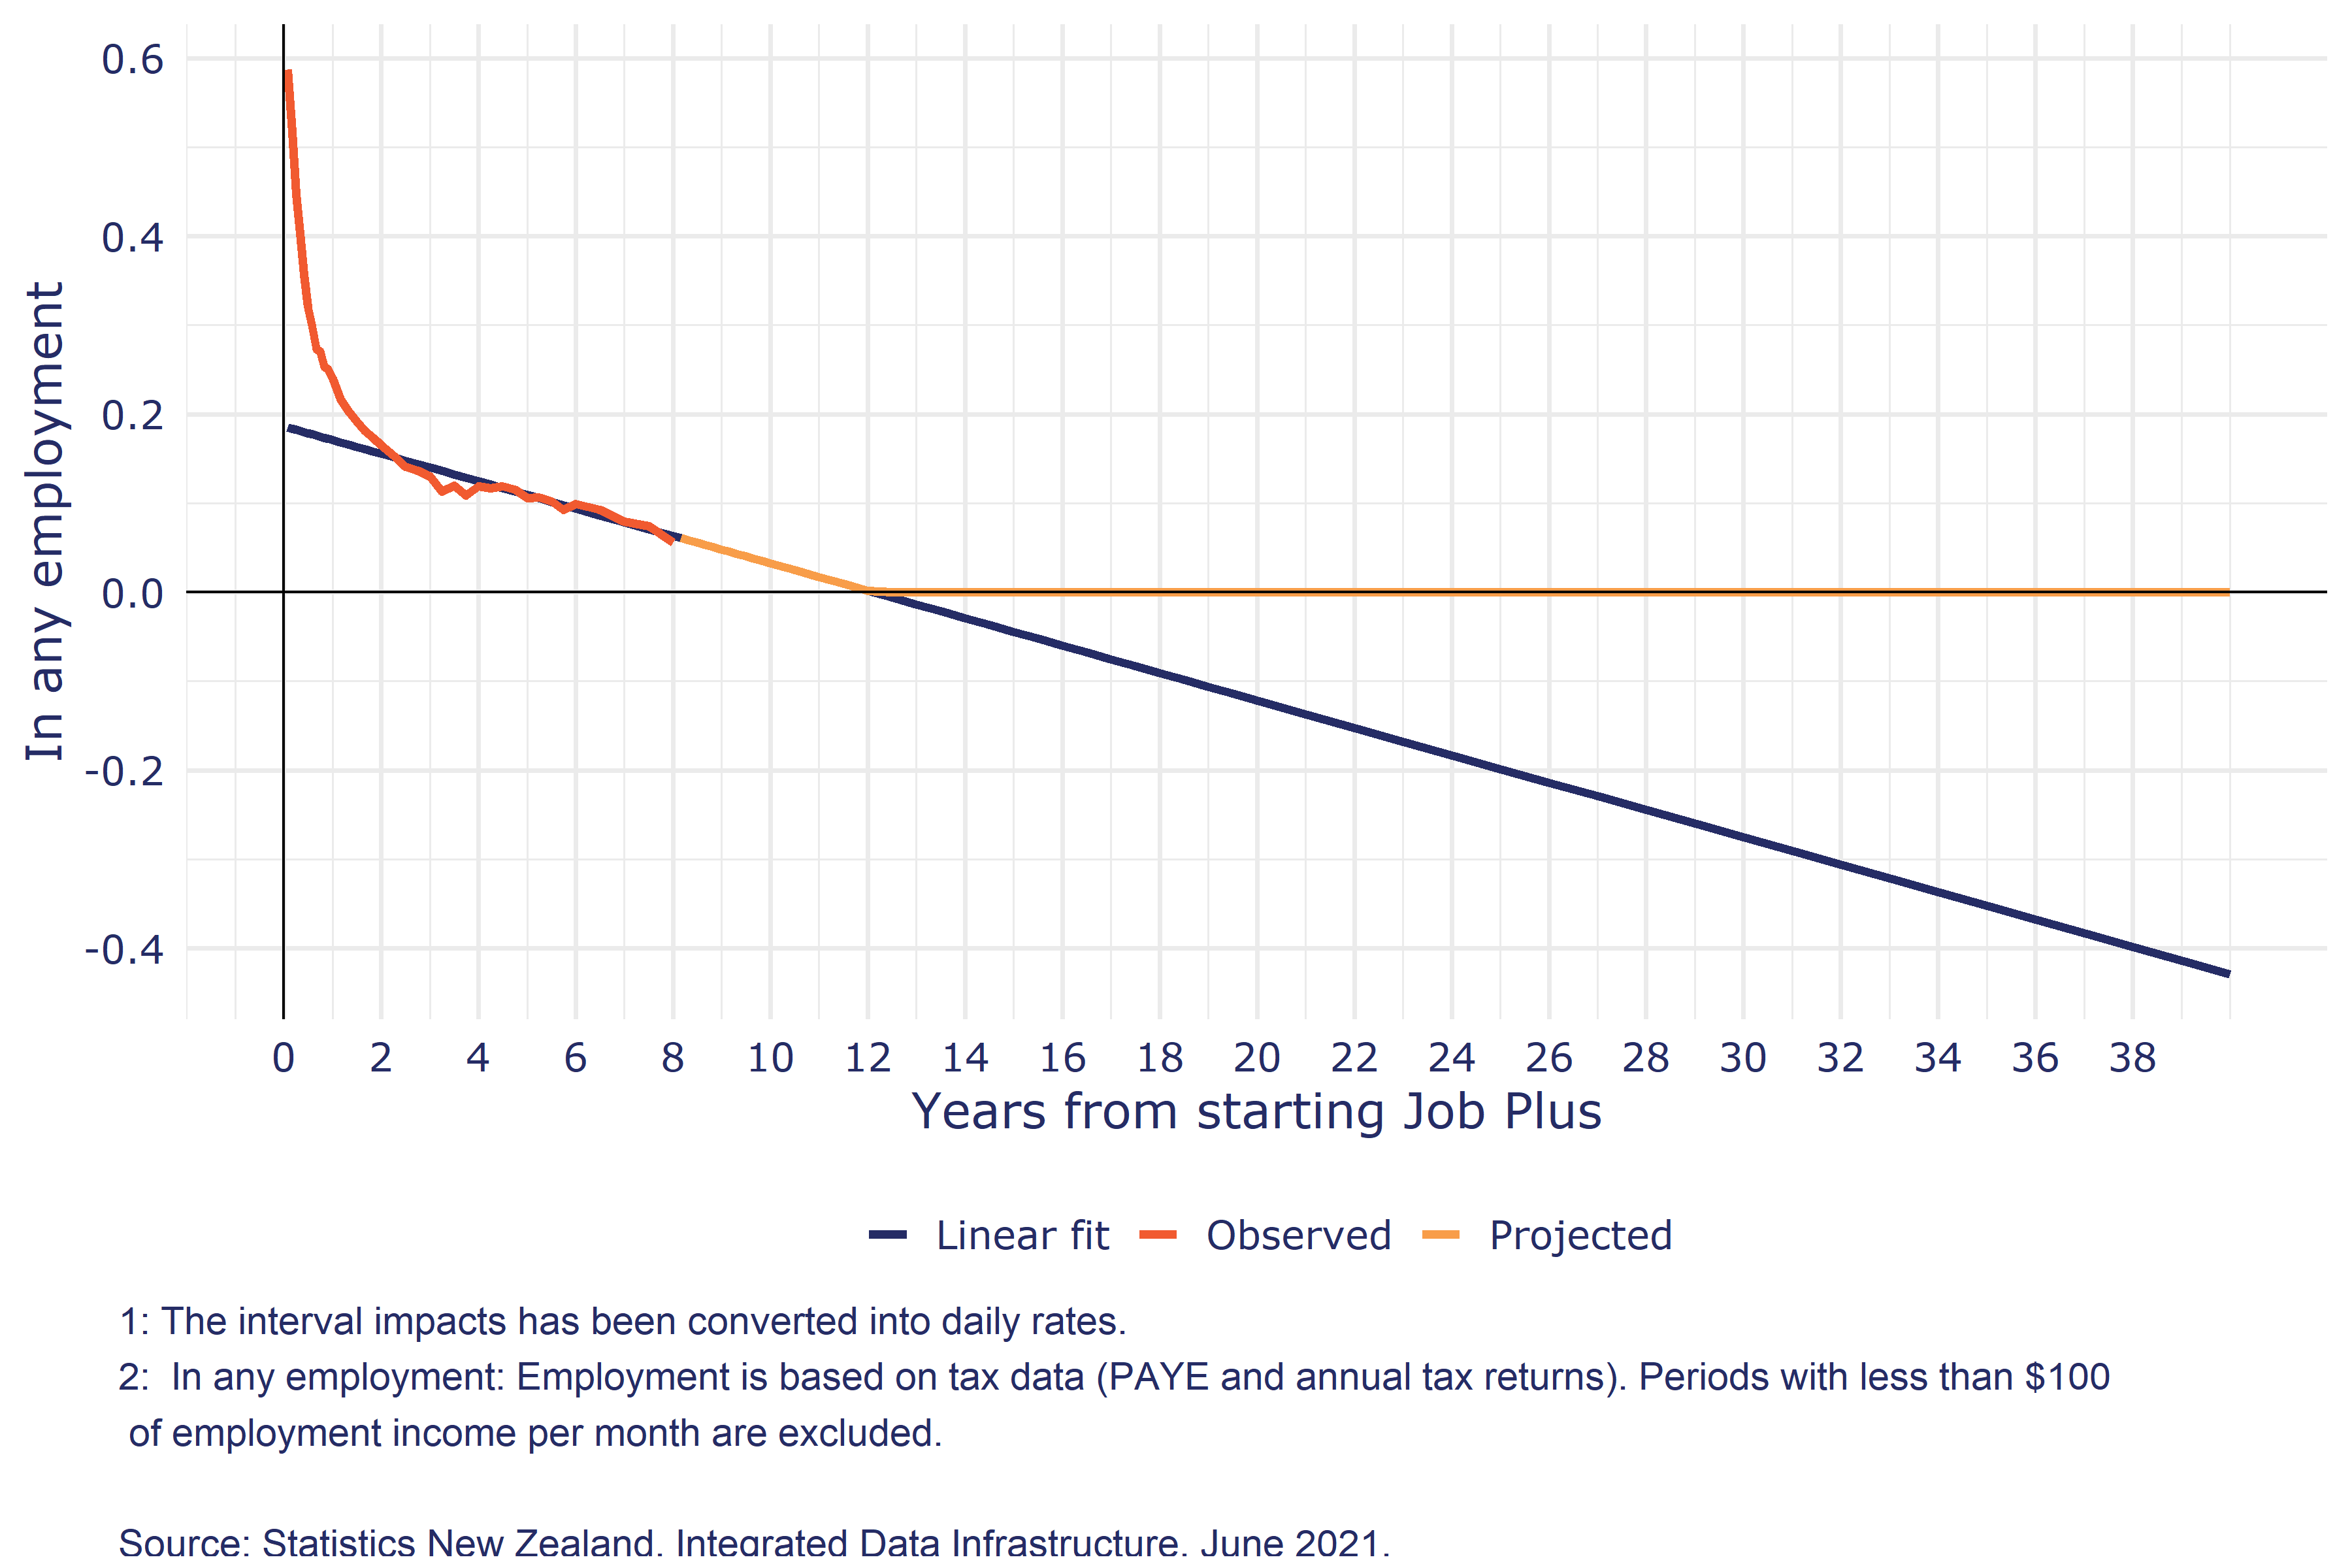 0.6
0.4
0.2
0.0
-0.2
-0.4
In any employment
0 2 4 6 8 10 12 14 16 18 20 22 24 26 28 30 32 34 36 38
Years from starting Job Plus
Linear fit Observed Projected
1: The interval impacts has been converted into daily rates.
2: In any employment: Employment is based on tax data (PAYE and annual tax returns). Periods with less than $100
of employment income per month are excluded.
Source: Statistics New Zealand, Integrated Data Infrastructure, June 2021.